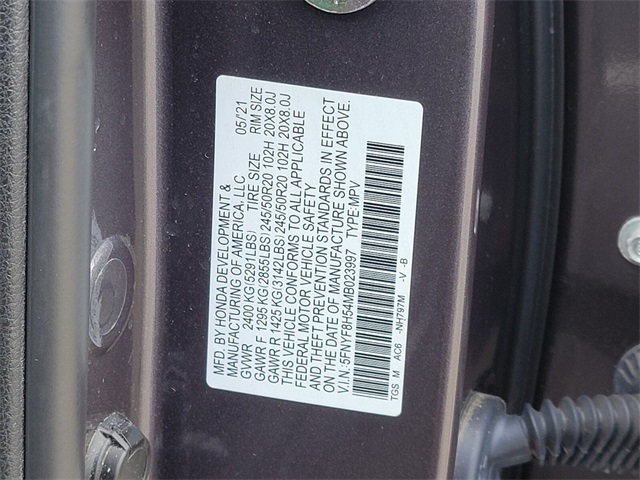 MFD. BY HONDA DEVELOPMENT &
MANUFACTURING OF AMERICA, LLC 05/21
GVWR 2400 KG(5291LBS) TIRE SIZE RIM SIZE
GAWR F 1295 KG(2855LBS)245/50R20 102H 20X8.0J
GAWR R 1425 KG(3142LBS)245/50R20 102H 20X8.0J
THIS VEHICLE CONFORMS TO ALL APPLICABLE
FEDERAL MOTOR VEHICLE SAFETY
AND THEFT PREVENTION STANDARDS IN EFFECT
ON THE DATE OF MANUFACTURE SHOWN ABOVE.
V.I.N: 5FNYF8H54MB023997 TYPE:MPV
TGS M AC6 -NH797M -V -B